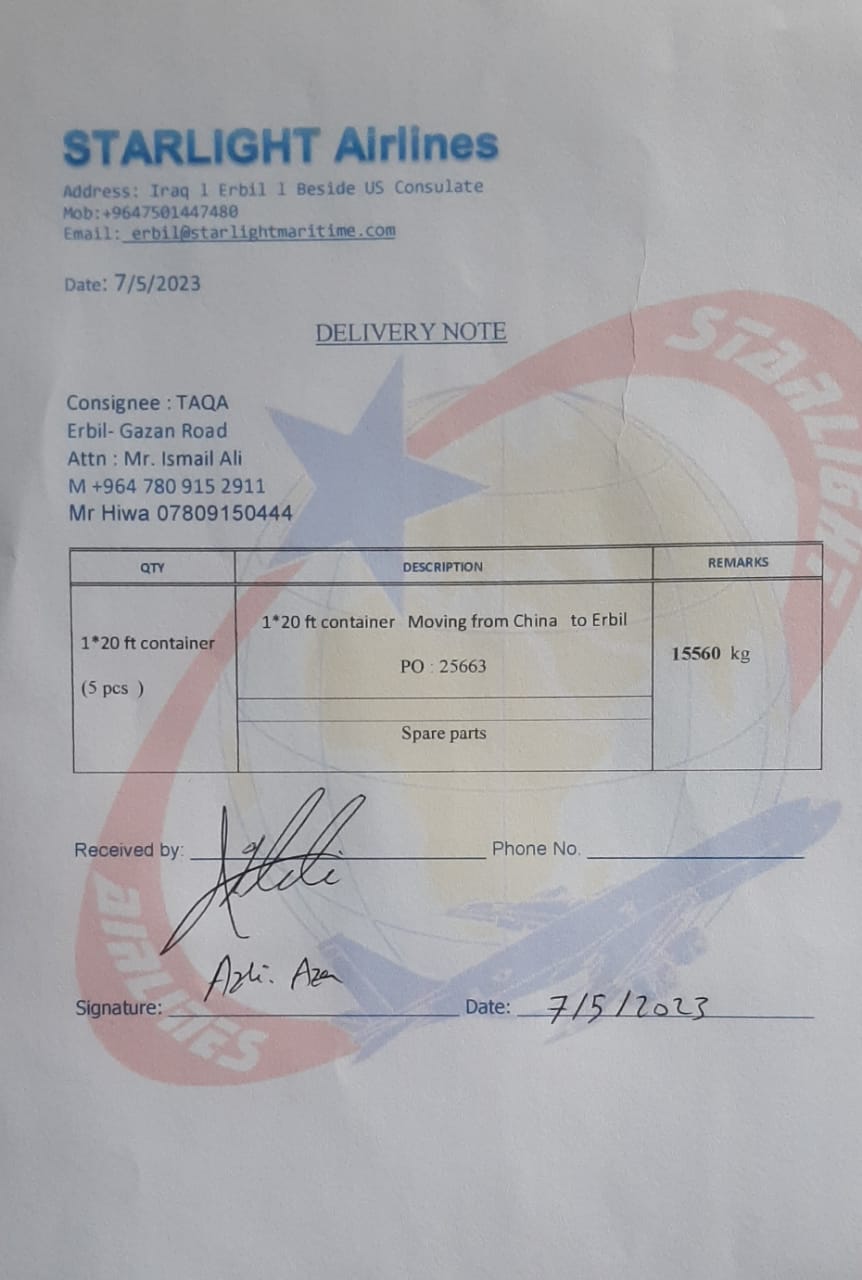 STARLIGHT Airlines
Address: Iraq l Erbil l Beside US Consulate
Mob:+9647501447480
Email: erbil@starlightmaritime.com
Date: 7/5/2023
DELIVERY NOTE
STARLIGHT
Consignee : TAQA
Erbil- Gazan Road
Attn : Mr. Ismail Ali
M +964 780 915 2911
Mr Hiwa 07809150444
QTY DESCRIPTION REMARKS
1*20 ft container Moving from China to Erbil
1*20 ft container
15560 kg
PO : 25663
(5 pcs )
Spare parts
Received by: Phone No.
AIRLINES
Signature: Date: 7/5/2023